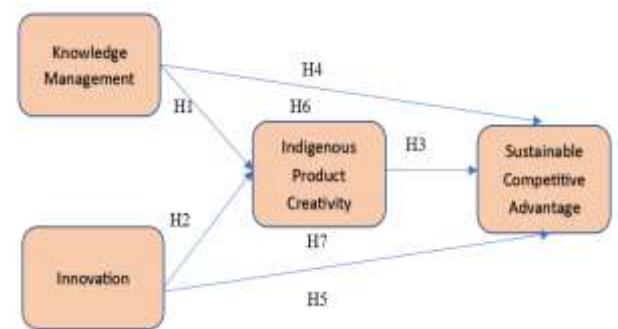 Knowledge
Management
H4
H1
H6
Indigenous
Product
Creativity
H3
Sustainable
Competitive
Advantage
H2
H7
Innovation
H5